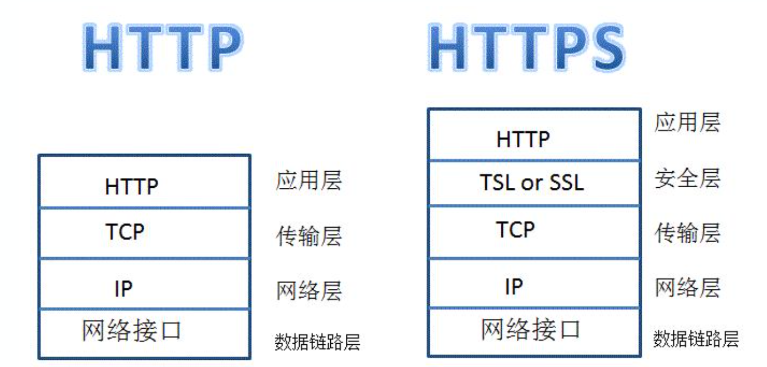 HTTP
HTTP 应用层
TCP 传输层
IP 网络层
网络接口 数据链路层
HTTPS
HTTP 应用层
TSL or SSL 安全层
TCP 传输层
IP 网络层
网络接口 数据链路层